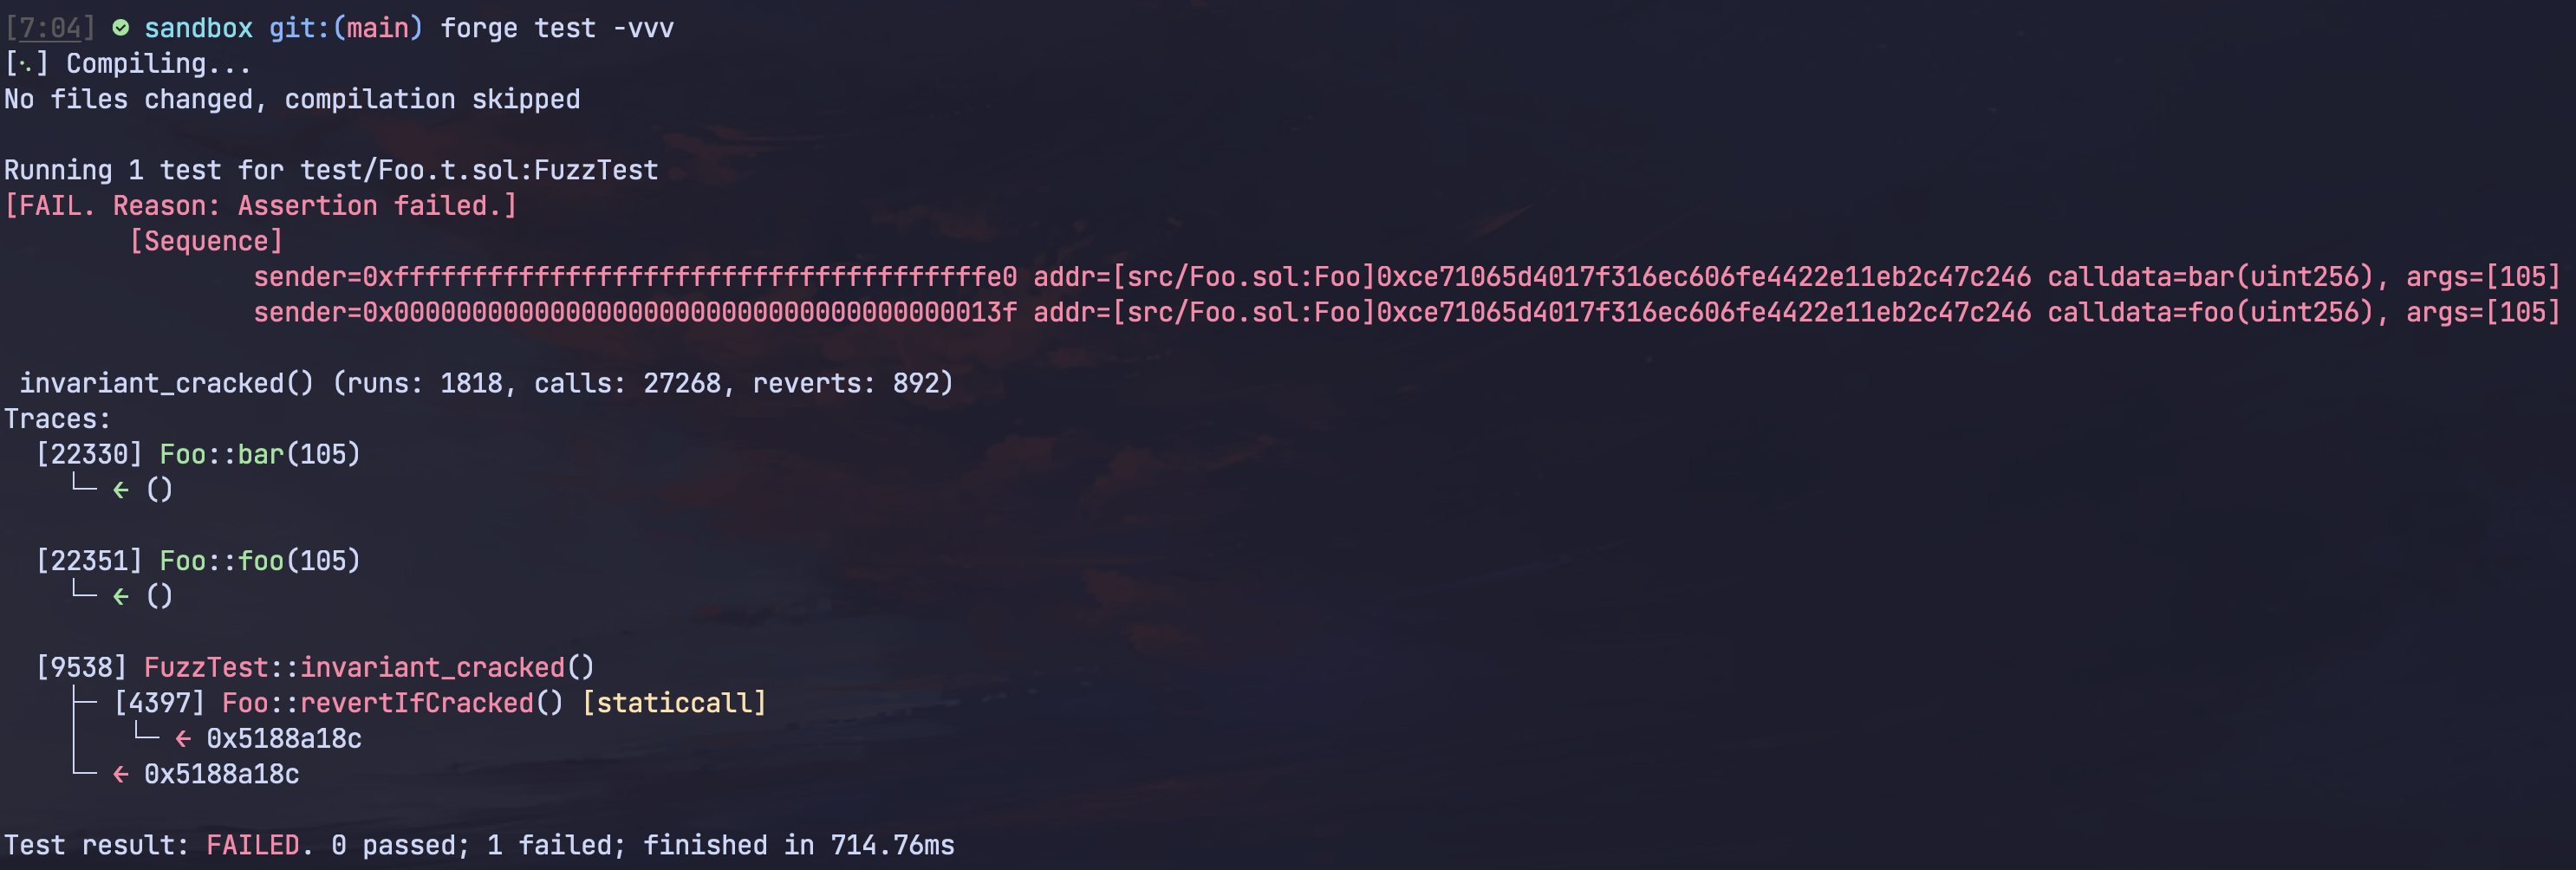 [7:04] sandbox git:(main) forge test -vvv
[⠢] Compiling...
No files changed, compilation skipped
Running 1 test for test/Foo.t.sol:FuzzTest
[FAIL. Reason: Assertion failed.]
[Sequence]
sender=0xffffffffffffffffffffffffffffffffffffffe0 addr=[src/Foo.sol:Foo]0xce71065d4017f316ec606fe4422e11eb2c47c246 calldata=bar(uint256), args=[105]
sender=0x000000000000000000000000000000000000013f addr=[src/Foo.sol:Foo]0xce71065d4017f316ec606fe4422e11eb2c47c246 calldata=foo(uint256), args=[105]
invariant_cracked() (runs: 1818, calls: 27268, reverts: 892)
Traces:
[22330] Foo::bar(105)
└─ ← ()
[22351] Foo::foo(105)
└─ ← ()
[9538] FuzzTest::invariant_cracked()
├─ [4397] Foo::revertIfCracked() [staticcall]
│ └─ ← 0x5188a18c
└─ ← 0x5188a18c
Test result: FAILED. 0 passed; 1 failed; finished in 714.76ms